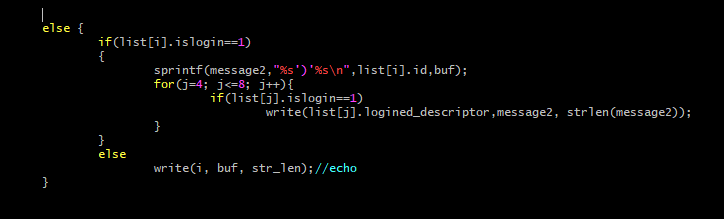 else {
        if(list[i].islogin==1)
        {
                sprintf(message2,"%s')'%s\n",list[i].id,buf);
                for(j=4; j<=8; j++){
                        if(list[j].islogin==1)
                                write(list[j].logined_descriptor,message2, strlen(message2));
                }
        }
        else
                write(i, buf, str_len);//echo
}